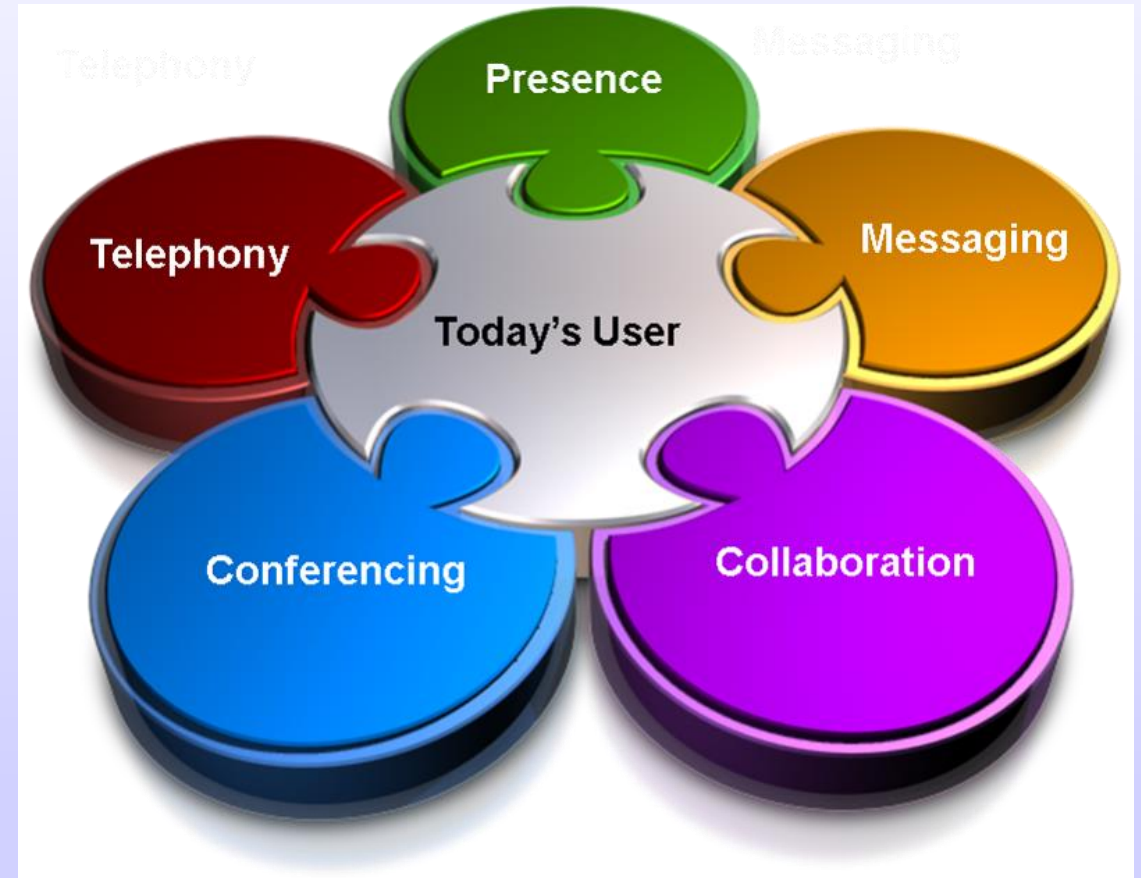 Telephony
Messaging
Presence
Telephony
Messaging
Today's User
Conferencing
Collaboration